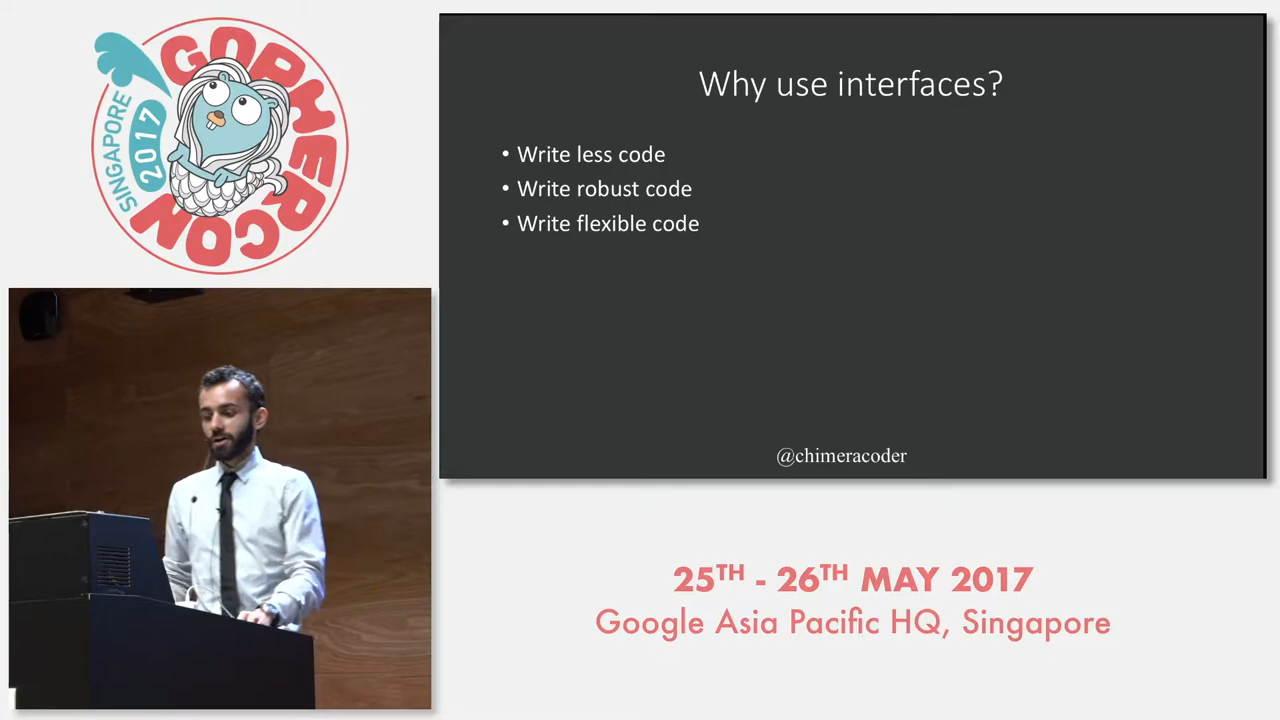 GOPHERCON
SINGAPORE
2017
Why use interfaces?
• Write less code
• Write robust code
• Write flexible code
@chimeracoder
25TH - 26TH MAY 2017
Google Asia Pacific HQ, Singapore